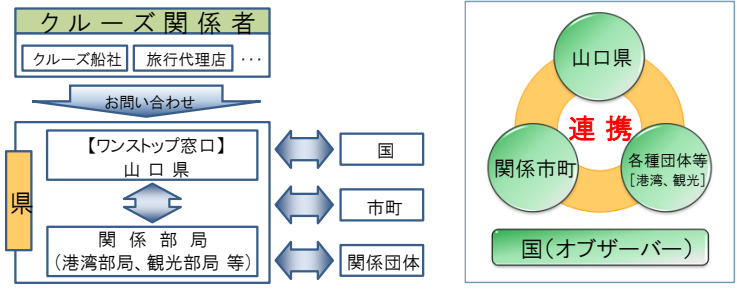 クルーズ関係者
クルーズ船社
旅行代理店
･･･
お問い合わせ
県
【ワンストップ窓口】
山口県
関係部局
（港湾部局、観光部局 等）
国
市町
関係団体
山口県
連携
関係市町
各種団体等
[港湾、観光]
国（オブザーバー）